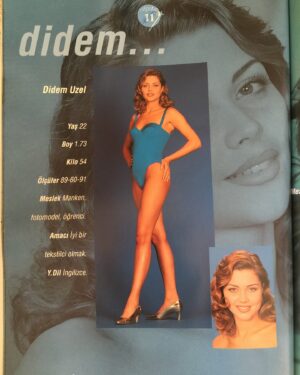 11
didem...
Didem Uzel
Yaş 22
Boy 1.73
Kilo 54
Ölçüler 89-60-91
Meslek Manken,
fotomodel, öğrenci.
Amacı İyi bir
tekstilci olmak.
Y.Dil İngilizce.